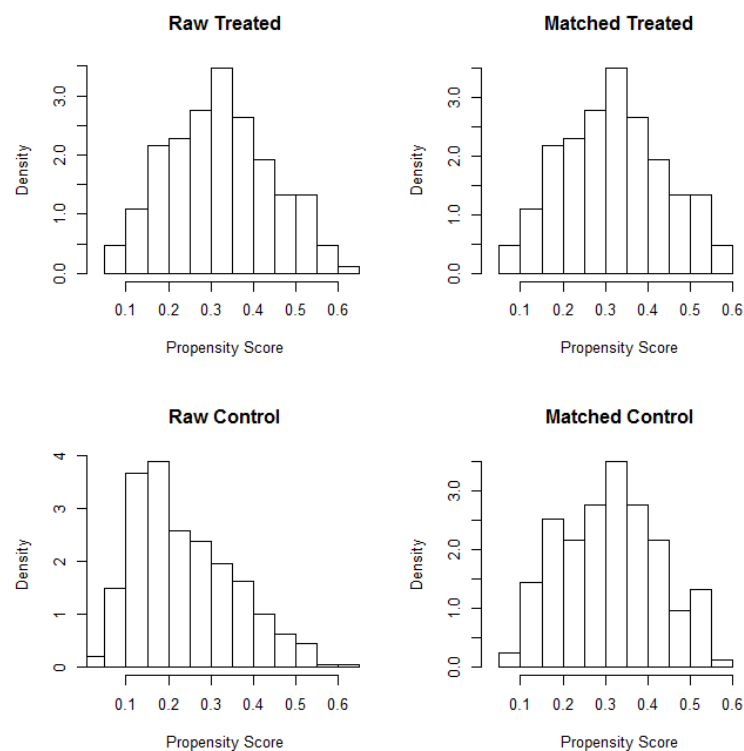 Raw Treated
Density
0.0
1.0
2.0
3.0
0.1 0.2 0.3 0.4 0.5 0.6
Propensity Score
Matched Treated
Density
0.0
1.0
2.0
3.0
0.1 0.2 0.3 0.4 0.5 0.6
Propensity Score
Raw Control
Density
0
1
2
3
4
0.1 0.2 0.3 0.4 0.5 0.6
Propensity Score
Matched Control
Density
0.0
1.0
2.0
3.0
0.1 0.2 0.3 0.4 0.5 0.6
Propensity Score